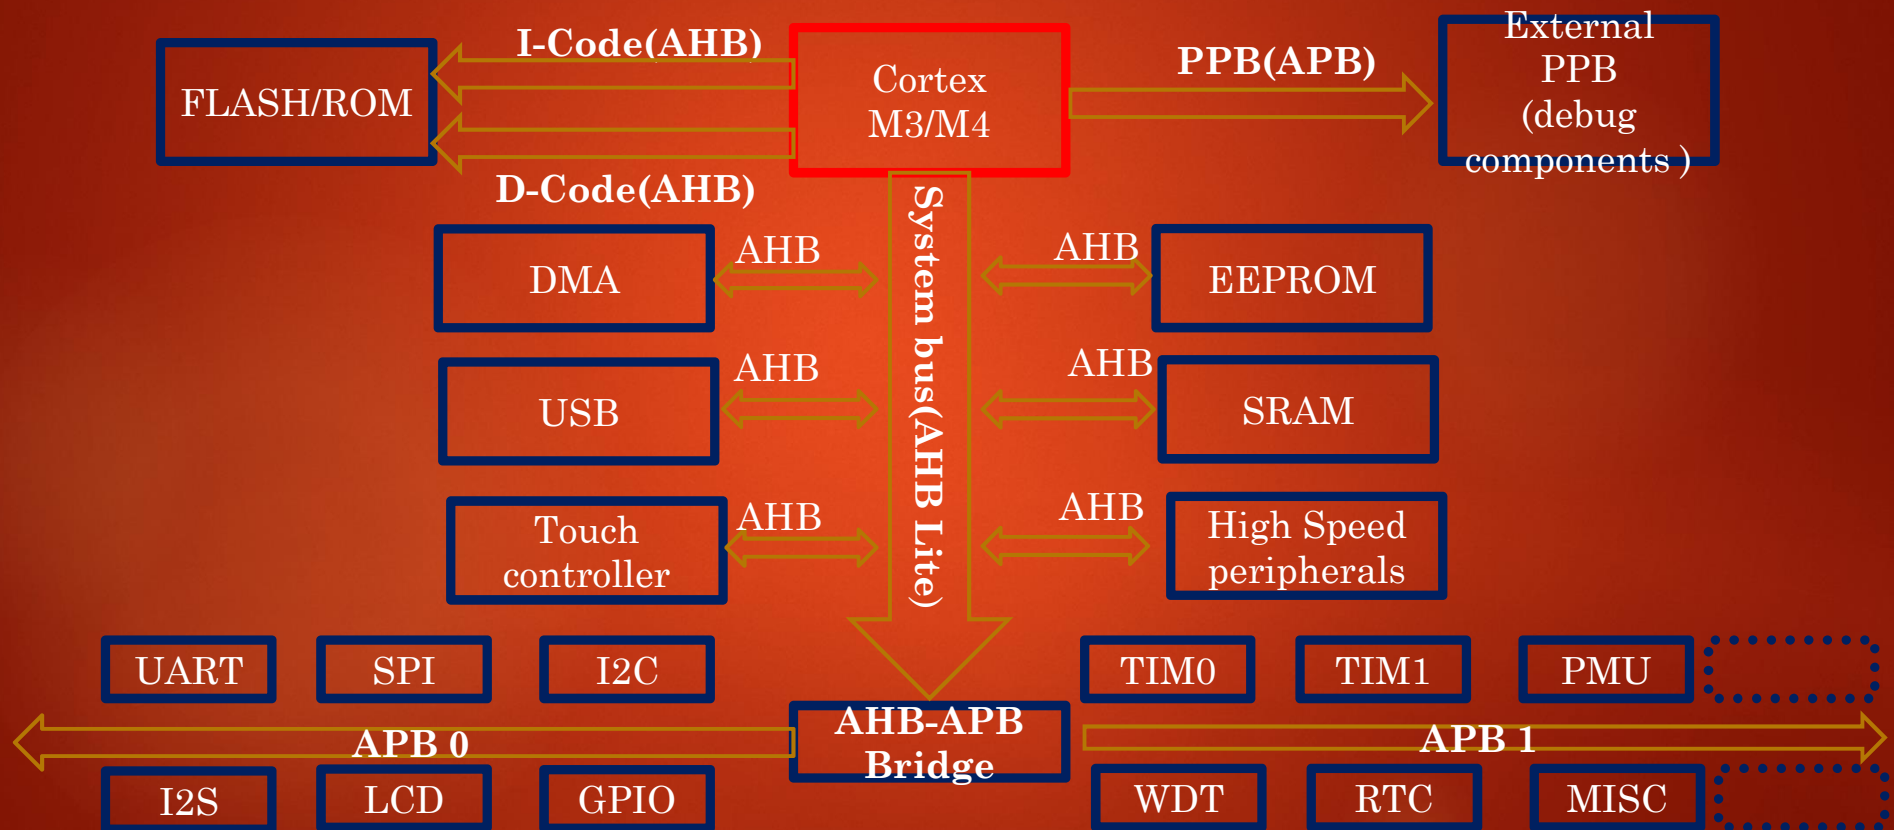 I-Code(AHB)
FLASH/ROM
D-Code(AHB)
Cortex
M3/M4
PPB(APB)
External
PPB
(debug
components )
System bus(AHB Lite)
DMA
AHB
AHB
EEPROM
USB
AHB
AHB
SRAM
Touch
controller
AHB
AHB
High Speed
peripherals
UART
SPI
I2C
TIM0
TIM1
PMU
APB 0
AHB-APB
Bridge
APB 1
I2S
LCD
GPIO
WDT
RTC
MISC